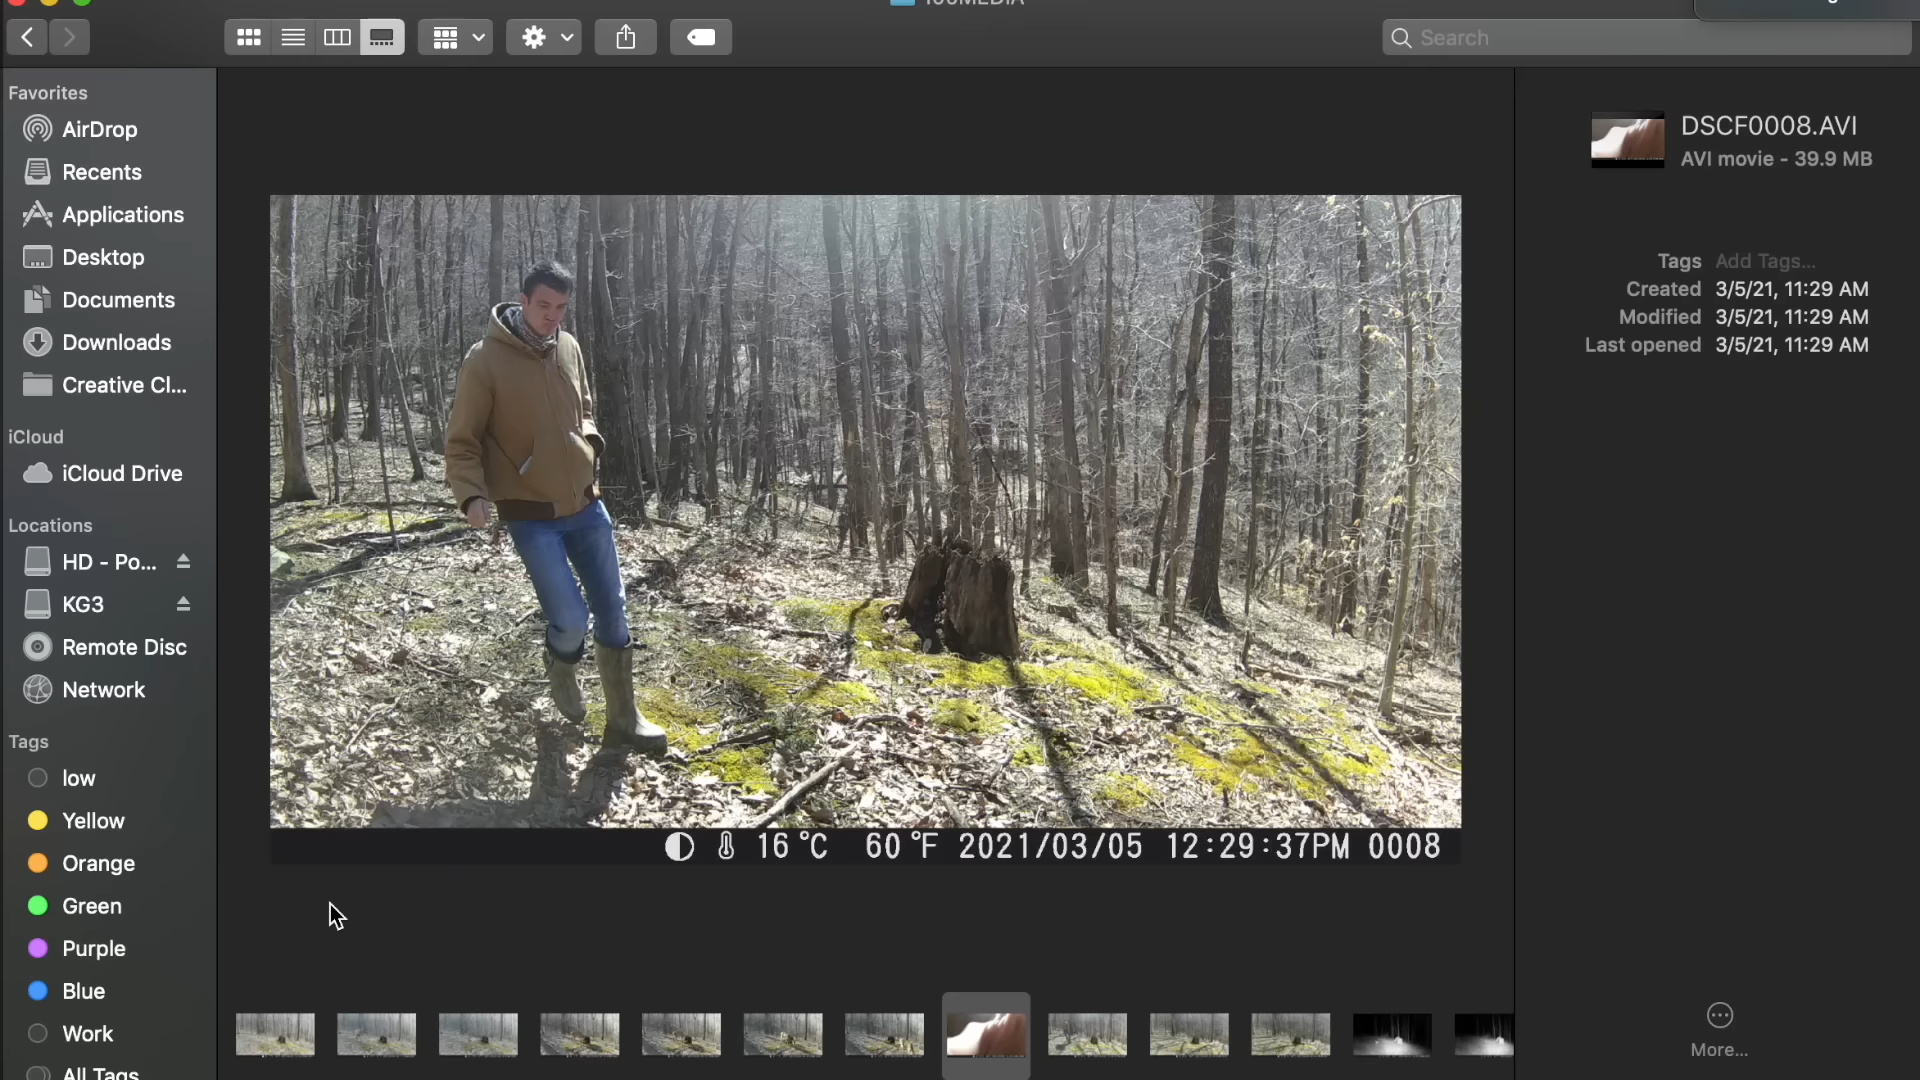 Search
Favorites
AirDrop
Recents
Applications
Desktop
Documents
Downloads
Creative Cl...
iCloud
iCloud Drive
Locations
HD - Po...
KG3
Remote Disc
Network
Tags
low
Yellow
Orange
Green
Purple
Blue
Work
All Tags
16°C 60°F 2021/03/05 12:29:37PM 0008
DSCF0008.AVI
AVI movie - 39.9 MB
Tags Add Tags...
Created 3/5/21, 11:29 AM
Modified 3/5/21, 11:29 AM
Last opened 3/5/21, 11:29 AM
More...